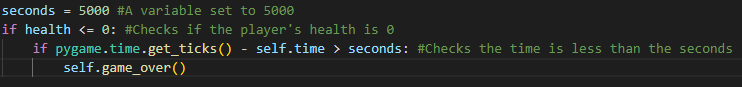 seconds = 5000 #A variable set to 5000
if health <= 0: #Checks if the player's health is 0
    if pygame.time.get_ticks() - self.time > seconds: #Checks the time is less than the seconds
        self.game_over()